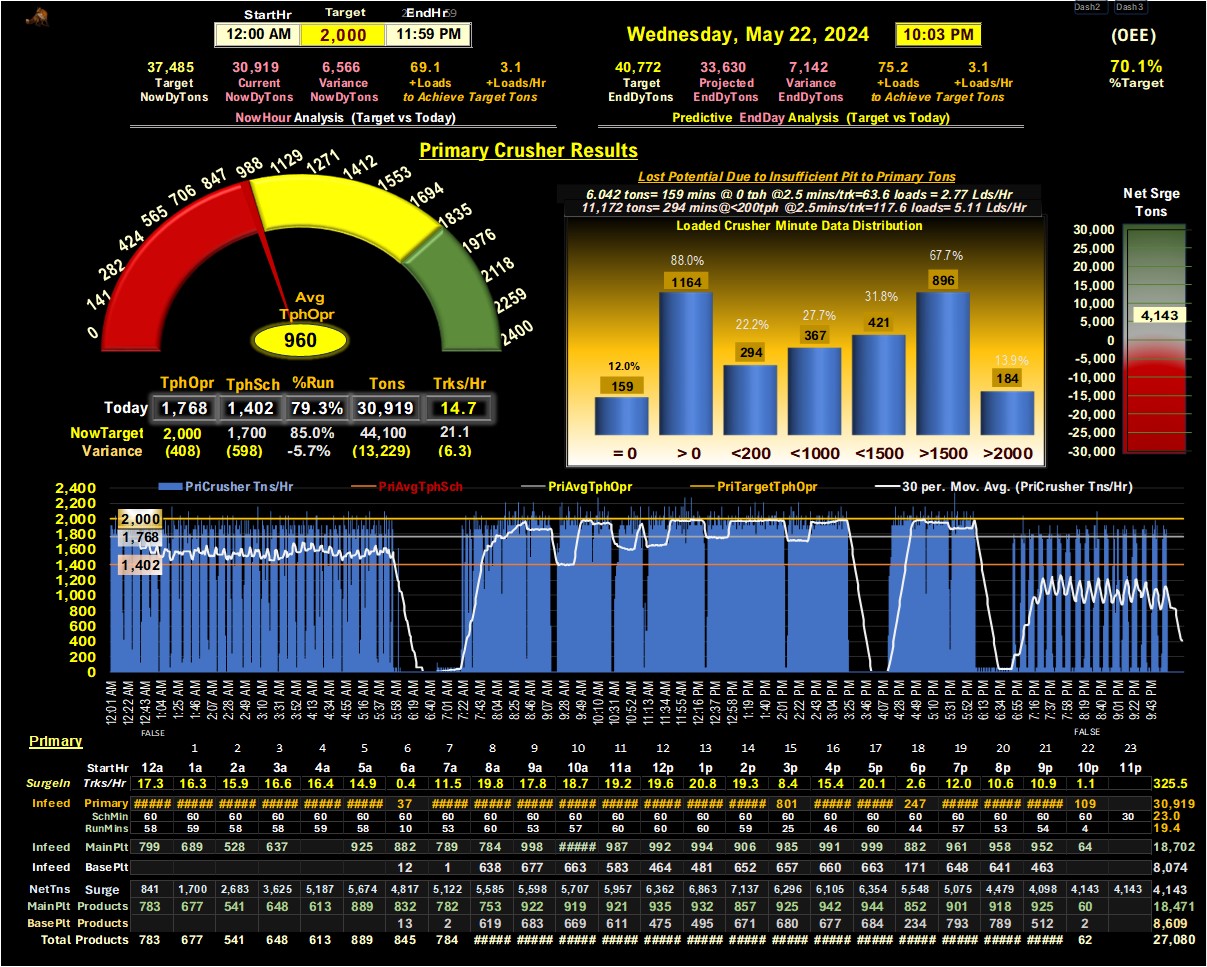 Dash2 Dash3
StartHr Target EndHr
12:00 AM 2,000 11:59 PM
Wednesday, May 22, 2024 10:03 PM (OEE)
37,485 30,919 6,566 69.1 3.1
Target Current Variance +Loads +Loads/Hr
NowDyTons NowDyTons NowDyTons to Achieve Target Tons
NowHour Analysis (Target vs Today)
40,772 33,630 7,142 75.2 3.1
Target Projected Variance +Loads +Loads/Hr
EndDyTons EndDyTons EndDyTons to Achieve Target Tons
Predictive EndDay Analysis (Target vs Today)
70.1%
%Target
Primary Crusher Results
0 141 282 424 565 706 847 988 1129 1271 1412 1553 1694 1835 1976 2118 2259 2400
Avg
TphOpr
960
TphOpr TphSch %Run Tons Trks/Hr
Today 1,768 1,402 79.3% 30,919 14.7
NowTarget 2,000 1,700 85.0% 44,100 21.1
Variance (408) (598) -5.7% (13,229) (6.3)
Lost Potential Due to Insufficient Pit to Primary Tons
6.042 tons= 159 mins @ 0 tph @2.5 mins/trk=63.6 loads = 2.77 Lds/Hr
11,172 tons= 294 mins@<200tph @2.5mins/trk=117.6 loads= 5.11 Lds/Hr
Loaded Crusher Minute Data Distribution
12.0% 88.0% 22.2% 27.7% 31.8% 67.7% 13.9%
159 1164 294 367 421 896 184
= 0 > 0 <200 <1000 <1500 >1500 >2000
Net Srge
Tons
30,000
25,000
20,000
15,000
10,000
5,000
0
-5,000
-10,000
-15,000
-20,000
-25,000
-30,000
4,143
PriCrusher Tns/Hr PriAvgTphSch PriAvgTphOpr PriTargetTphOpr 30 per. Mov. Avg. (PriCrusher Tns/Hr)
2,400
2,200
2,000
1,800
1,600
1,400
1,200
1,000
800
600
400
200
0
2,000
1,768
1,402
12:01 AM 12:22 AM 12:43 AM 1:04 AM 1:25 AM 1:46 AM 2:07 AM 2:28 AM 2:49 AM 3:10 AM 3:31 AM 3:52 AM 4:13 AM 4:34 AM 4:55 AM 5:16 AM 5:37 AM 5:58 AM 6:19 AM 6:40 AM 7:01 AM 7:22 AM 7:43 AM 8:04 AM 8:25 AM 8:46 AM 9:07 AM 9:28 AM 9:49 AM 10:10 AM 10:31 AM 10:52 AM 11:13 AM 11:34 AM 11:55 AM 12:16 PM 12:37 PM 12:58 PM 1:19 PM 1:40 PM 2:01 PM 2:22 PM 2:43 PM 3:04 PM 3:25 PM 3:46 PM 4:07 PM 4:28 PM 4:49 PM 5:10 PM 5:31 PM 5:52 PM 6:13 PM 6:34 PM 6:55 PM 7:16 PM 7:37 PM 7:58 PM 8:19 PM 8:40 PM 9:01 PM 9:22 PM 9:43 PM
FALSE FALSE
Primary 1 2 3 4 5 6 7 8 9 10 11 12 13 14 15 16 17 18 19 20 21 22 23
StartHr 12a 1a 2a 3a 4a 5a 6a 7a 8a 9a 10a 11a 12a 1p 2p 3p 4p 5p 6p 7p 8p 9p 10p 11p
SurgeIn Trks/Hr 17.3 16.3 15.9 16.6 16.4 14.9 0.4 11.5 19.8 17.8 18.7 19.2 19.6 20.8 19.3 8.4 15.4 20.1 2.6 12.0 10.6 10.9 1.1 325.5
Infeed Primary ##### ##### ##### ##### ##### ##### 37 ##### ##### ##### ##### ##### ##### ##### ##### 801 ##### ##### 247 ##### ##### ##### 109 30,919
SchMin 60 60 60 60 60 60 60 60 60 60 60 60 60 60 60 60 60 60 60 60 60 60 60 30 23.0
RunMins 58 59 58 58 59 58 10 53 60 53 57 60 53 60 59 25 46 60 44 57 53 54 4 19.4
Infeed MainPlt 799 689 528 637 925 882 789 784 998 ##### 987 992 994 906 985 991 999 882 961 958 952 64 18,702
Infeed BasePlt 12 1 638 677 663 583 464 481 652 657 660 663 171 648 641 463 8,074
NetTns Surge 841 1,700 2,683 3,625 5,187 5,674 4,817 5,122 5,585 5,598 5,707 5,957 6,362 6,863 7,137 6,296 6,105 6,354 5,548 5,075 4,479 4,098 4,143 4,143 4,143
MainPlt Products 783 677 541 648 613 889 832 782 753 922 919 921 935 932 857 925 942 944 852 901 918 925 60 18,471
BasePlt Products 13 2 619 683 669 611 475 495 671 680 677 684 234 793 789 512 2 8,609
Total Products 783 677 541 648 613 889 845 784 ##### ##### ##### ##### ##### ##### ##### ##### ##### ##### ##### ##### ##### ##### 62 27,080